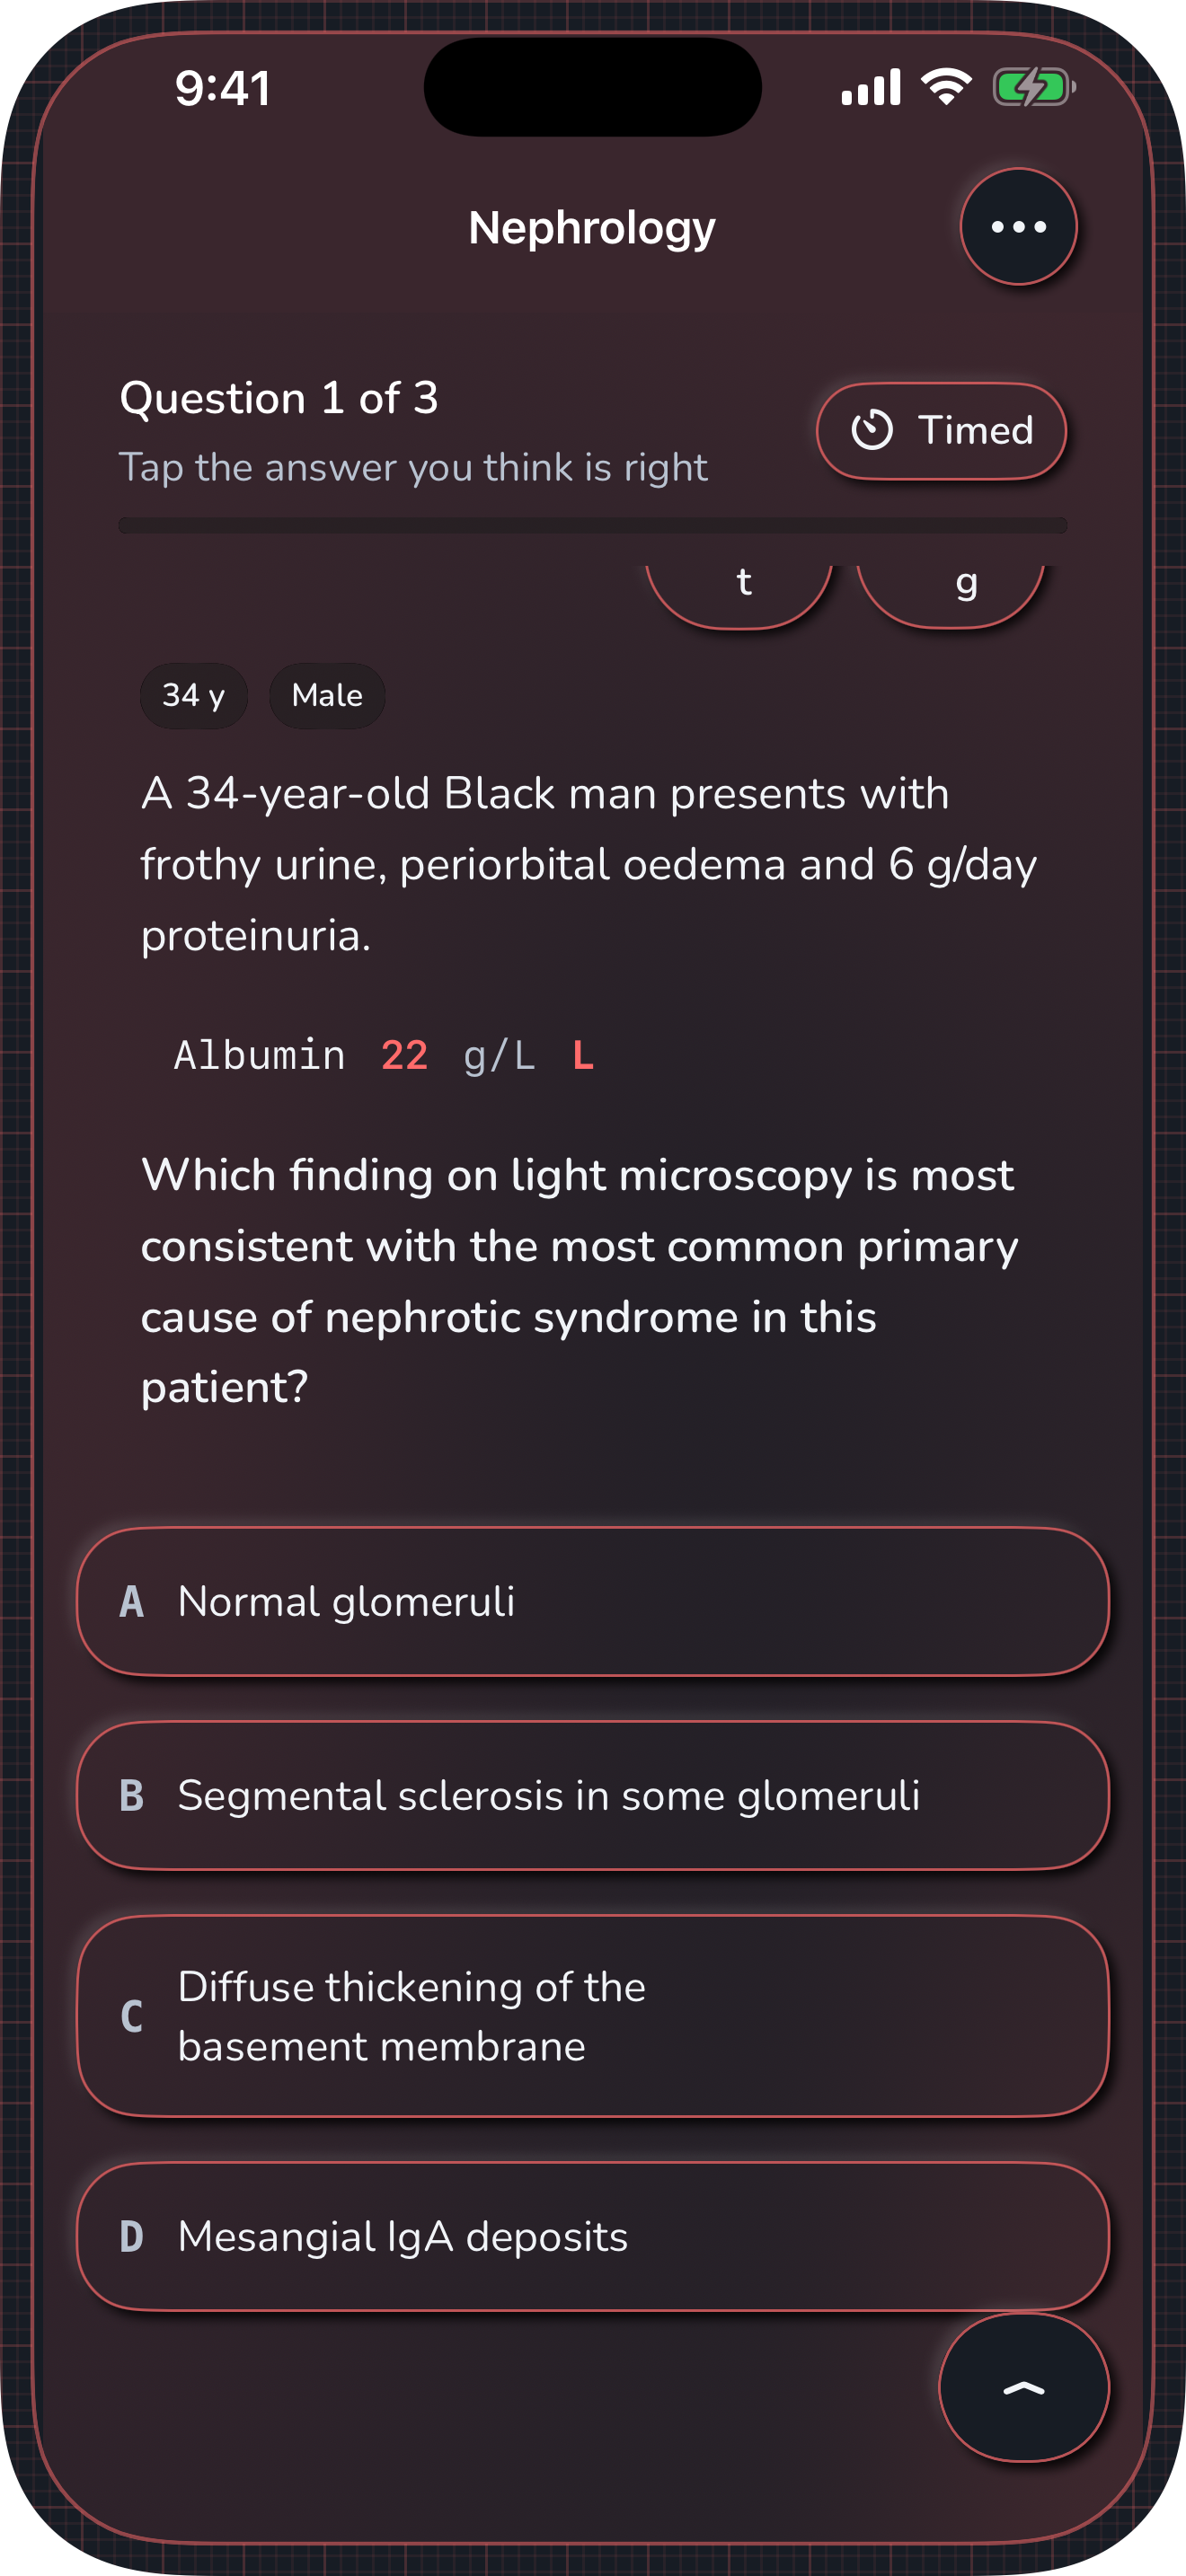 9:41
Nephrology
Question 1 of 3
Timed
Tap the answer you think is right
t g
34 y Male
A 34-year-old Black man presents with
frothy urine, periorbital oedema and 6 g/day
proteinuria.
Albumin 22 g/L L
Which finding on light microscopy is most
consistent with the most common primary
cause of nephrotic syndrome in this
patient?
A Normal glomeruli
B Segmental sclerosis in some glomeruli
C Diffuse thickening of the
basement membrane
D Mesangial IgA deposits